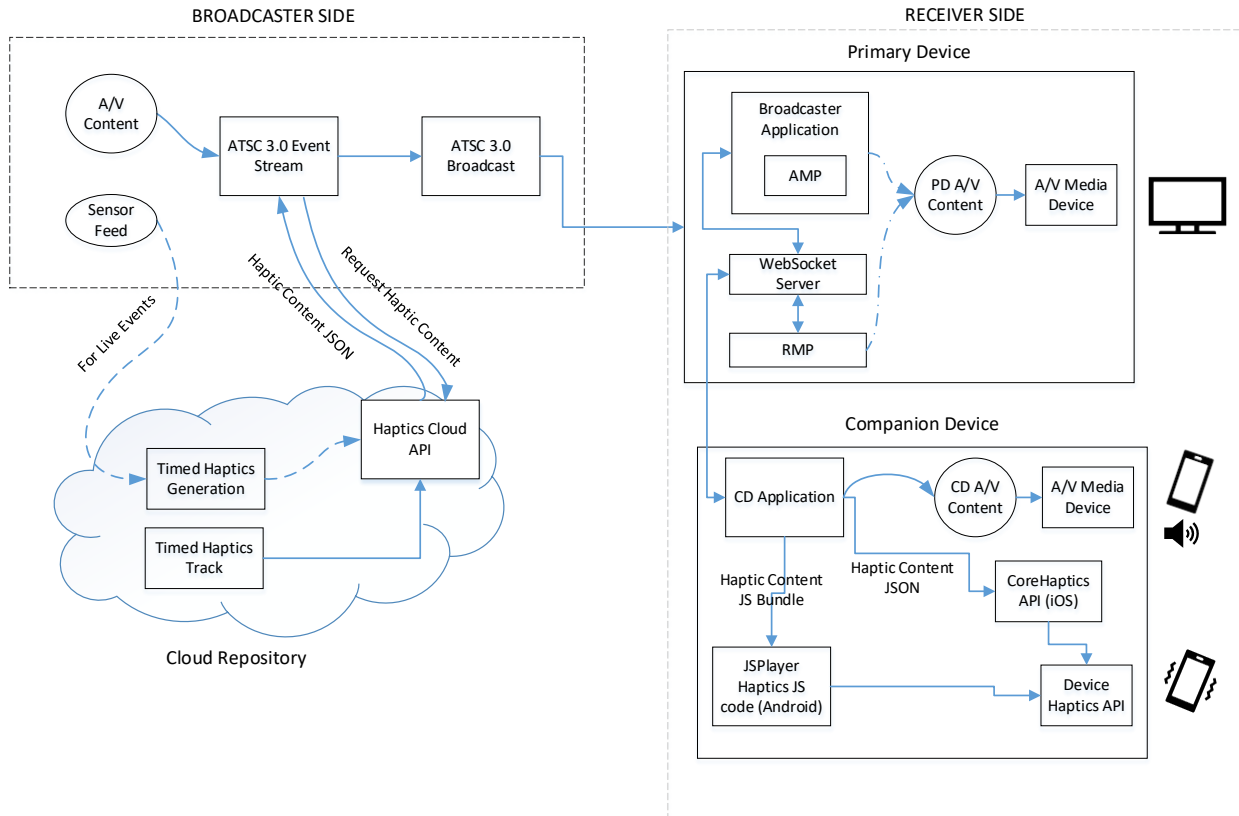 BROADCASTER SIDE
A/V
Content
ATSC 3.0 Event
Stream
ATSC 3.0
Broadcast
Sensor
Feed
For Live Events
Haptic Content JSON
Request Haptic Content
Haptics Cloud
API
Timed Haptics
Generation
Timed Haptics
Track
Cloud Repository
RECEIVER SIDE
Primary Device
Broadcaster
Application
AMP
PD A/V
Content
A/V Media
Device
WebSocket
Server
RMP
Companion Device
CD Application
CD A/V
Content
A/V Media
Device
Haptic Content
JS Bundle
Haptic Content
JSON
CoreHaptics
API (iOS)
JSPlayer
Haptics JS
code (Android)
Device
Haptics API